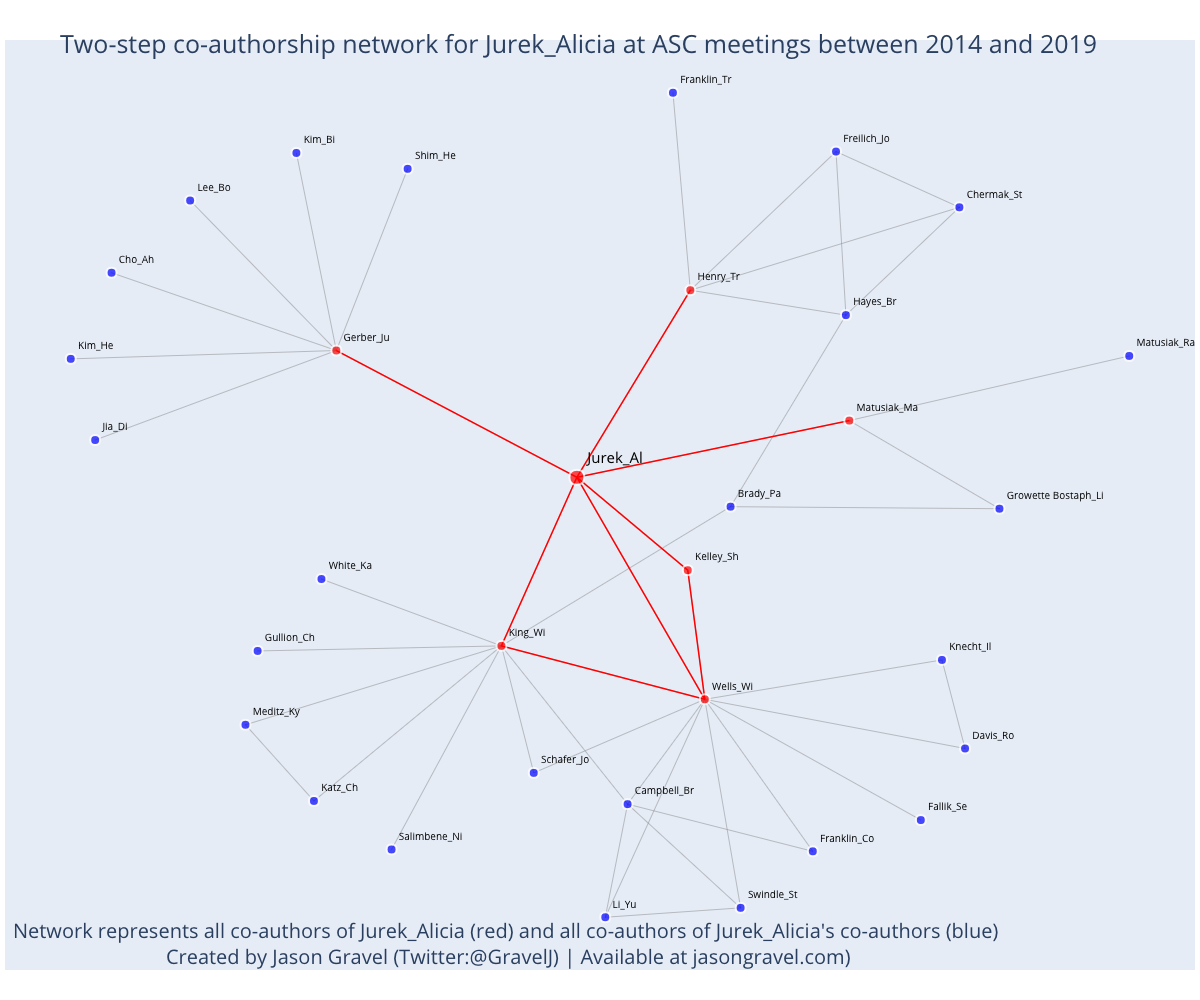 Two-step co-authorship network for Jurek_Alicia at ASC meetings between 2014 and 2019
Franklin_Tr
Kim_Bi
Freilich_Jo
Shim_He
Lee_Bo
Chermak_St
Cho_Ah
Henry_Tr
Hayes_Br
Gerber_Ju
Kim_He
Matusiak_Ra
Matusiak_Ma
Jia_Di
Jurek_Al
Brady_Pa
Growette Bostaph_Li
Kelley_Sh
White_Ka
King_Wi
Gullion_Ch
Knecht_Il
Wells_Wi
Meditz_Ky
Davis_Ro
Schafer_Jo
Katz_Ch
Campbell_Br
Fallik_Se
Salimbene_Ni
Franklin_Co
Swindle_St
Li_Yu
Network represents all co-authors of Jurek_Alicia (red) and all co-authors of Jurek_Alicia's co-authors (blue)
Created by Jason Gravel (Twitter:@GravelJ) | Available at jasongravel.com)